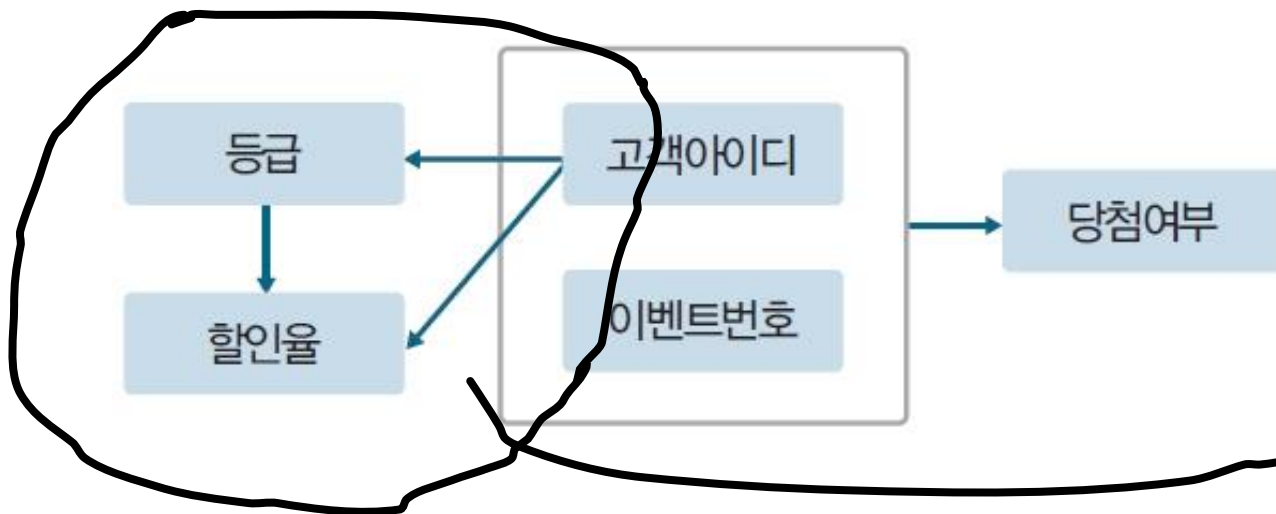 등급
고객아이디
당첨여부
할인율
이벤트번호